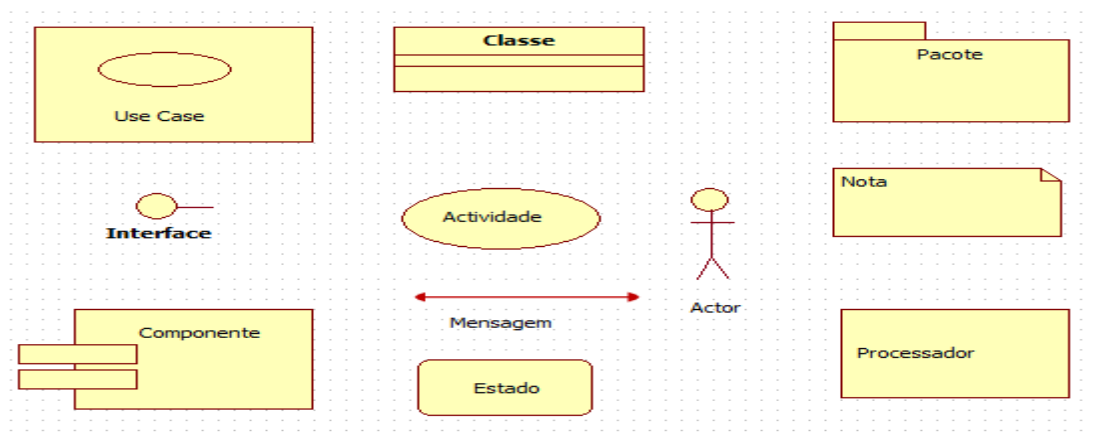 Use Case
Classe
Pacote
Interface
Actividade
Actor
Nota
Mensagem
Componente
Estado
Processador